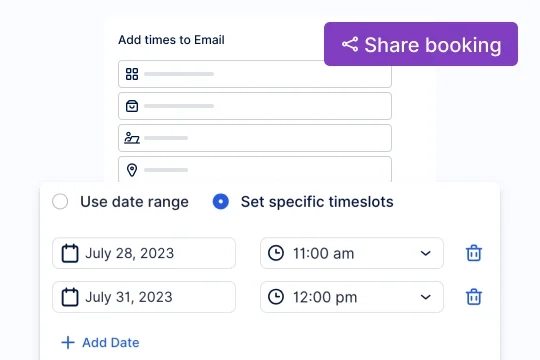 Add times to Email
Share booking
Use date range
Set specific timeslots
July 28, 2023
11:00 am
July 31, 2023
12:00 pm
Add Date